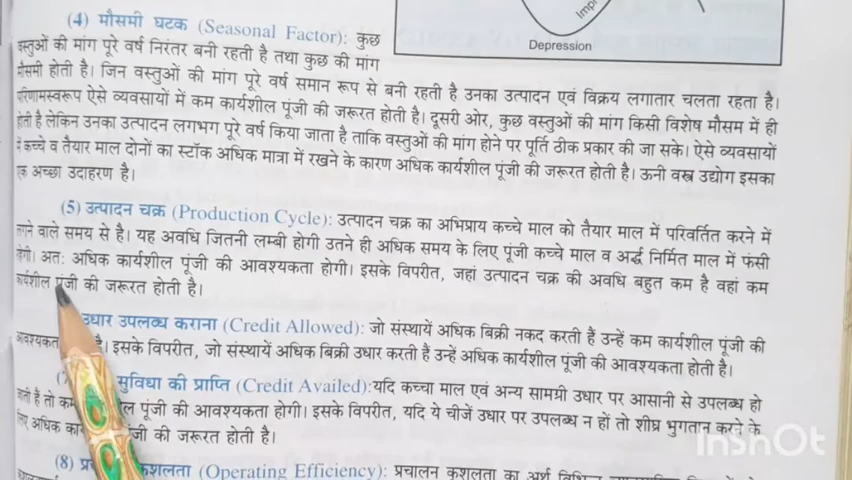 Impr
Depression
(4) मौसमी घटक (Seasonal Factor): कुछ
वस्तुओं की मांग पूरे वर्ष निरंतर बनी रहती है तथा कुछ की मांग
मौसमी होती है। जिन वस्तुओं की मांग पूरे वर्ष समान रूप से बनी रहती है उनका उत्पादन एवं विक्रय लगातार चलता रहता है।
परिणामस्वरूप ऐसे व्यवसायों में कम कार्यशील पूंजी की जरूरत होती है। दूसरी ओर, कुछ वस्तुओं की मांग किसी विशेष मौसम में ही
होती है लेकिन उनका उत्पादन लगभग पूरे वर्ष किया जाता है ताकि वस्तुओं की मांग होने पर पूर्ति ठीक प्रकार की जा सके। ऐसे व्यवसायों
में कच्चे व तैयार माल दोनों का स्टॉक अधिक मात्रा में रखने के कारण अधिक कार्यशील पूंजी की जरूरत होती है। ऊनी वस्त्र उद्योग इसका
एक अच्छा उदाहरण है।
(5) उत्पादन चक्र (Production Cycle): उत्पादन चक्र का अभिप्राय कच्चे माल को तैयार माल में परिवर्तित करने में
लगने वाले समय से है। यह अवधि जितनी लम्बी होगी उतने ही अधिक समय के लिए पूंजी कच्चे माल व अर्द्ध निर्मित माल में फंसी
होगी। अतः अधिक कार्यशील पूंजी की आवश्यकता होगी। इसके विपरीत, जहां उत्पादन चक्र की अवधि बहुत कम है वहां कम
कार्यशील पूंजी की जरूरत होती है।
उधार उपलब्ध कराना (Credit Allowed): जो संस्थायें अधिक बिक्री नकद करती हैं उन्हें कम कार्यशील पूंजी की
आवश्यकता है। इसके विपरीत, जो संस्थायें अधिक बिक्री उधार करती हैं उन्हें अधिक कार्यशील पूंजी की आवश्यकता होती है।
(7 सुविधा की प्राप्ति (Credit Availed): यदि कच्चा माल एवं अन्य सामग्री उधार पर आसानी से उपलब्ध हो
जाती हैं तो कम ल पूंजी की आवश्यकता होगी। इसके विपरीत, यदि ये चीजें उधार पर उपलब्ध न हों तो शीघ्र भुगतान करने के
लिए अधिक का पूंजी की जरूरत होती है।
(8) कुशलता (Operating Efficiency): प्रचालन कुशलता का अर्थ
InShOt